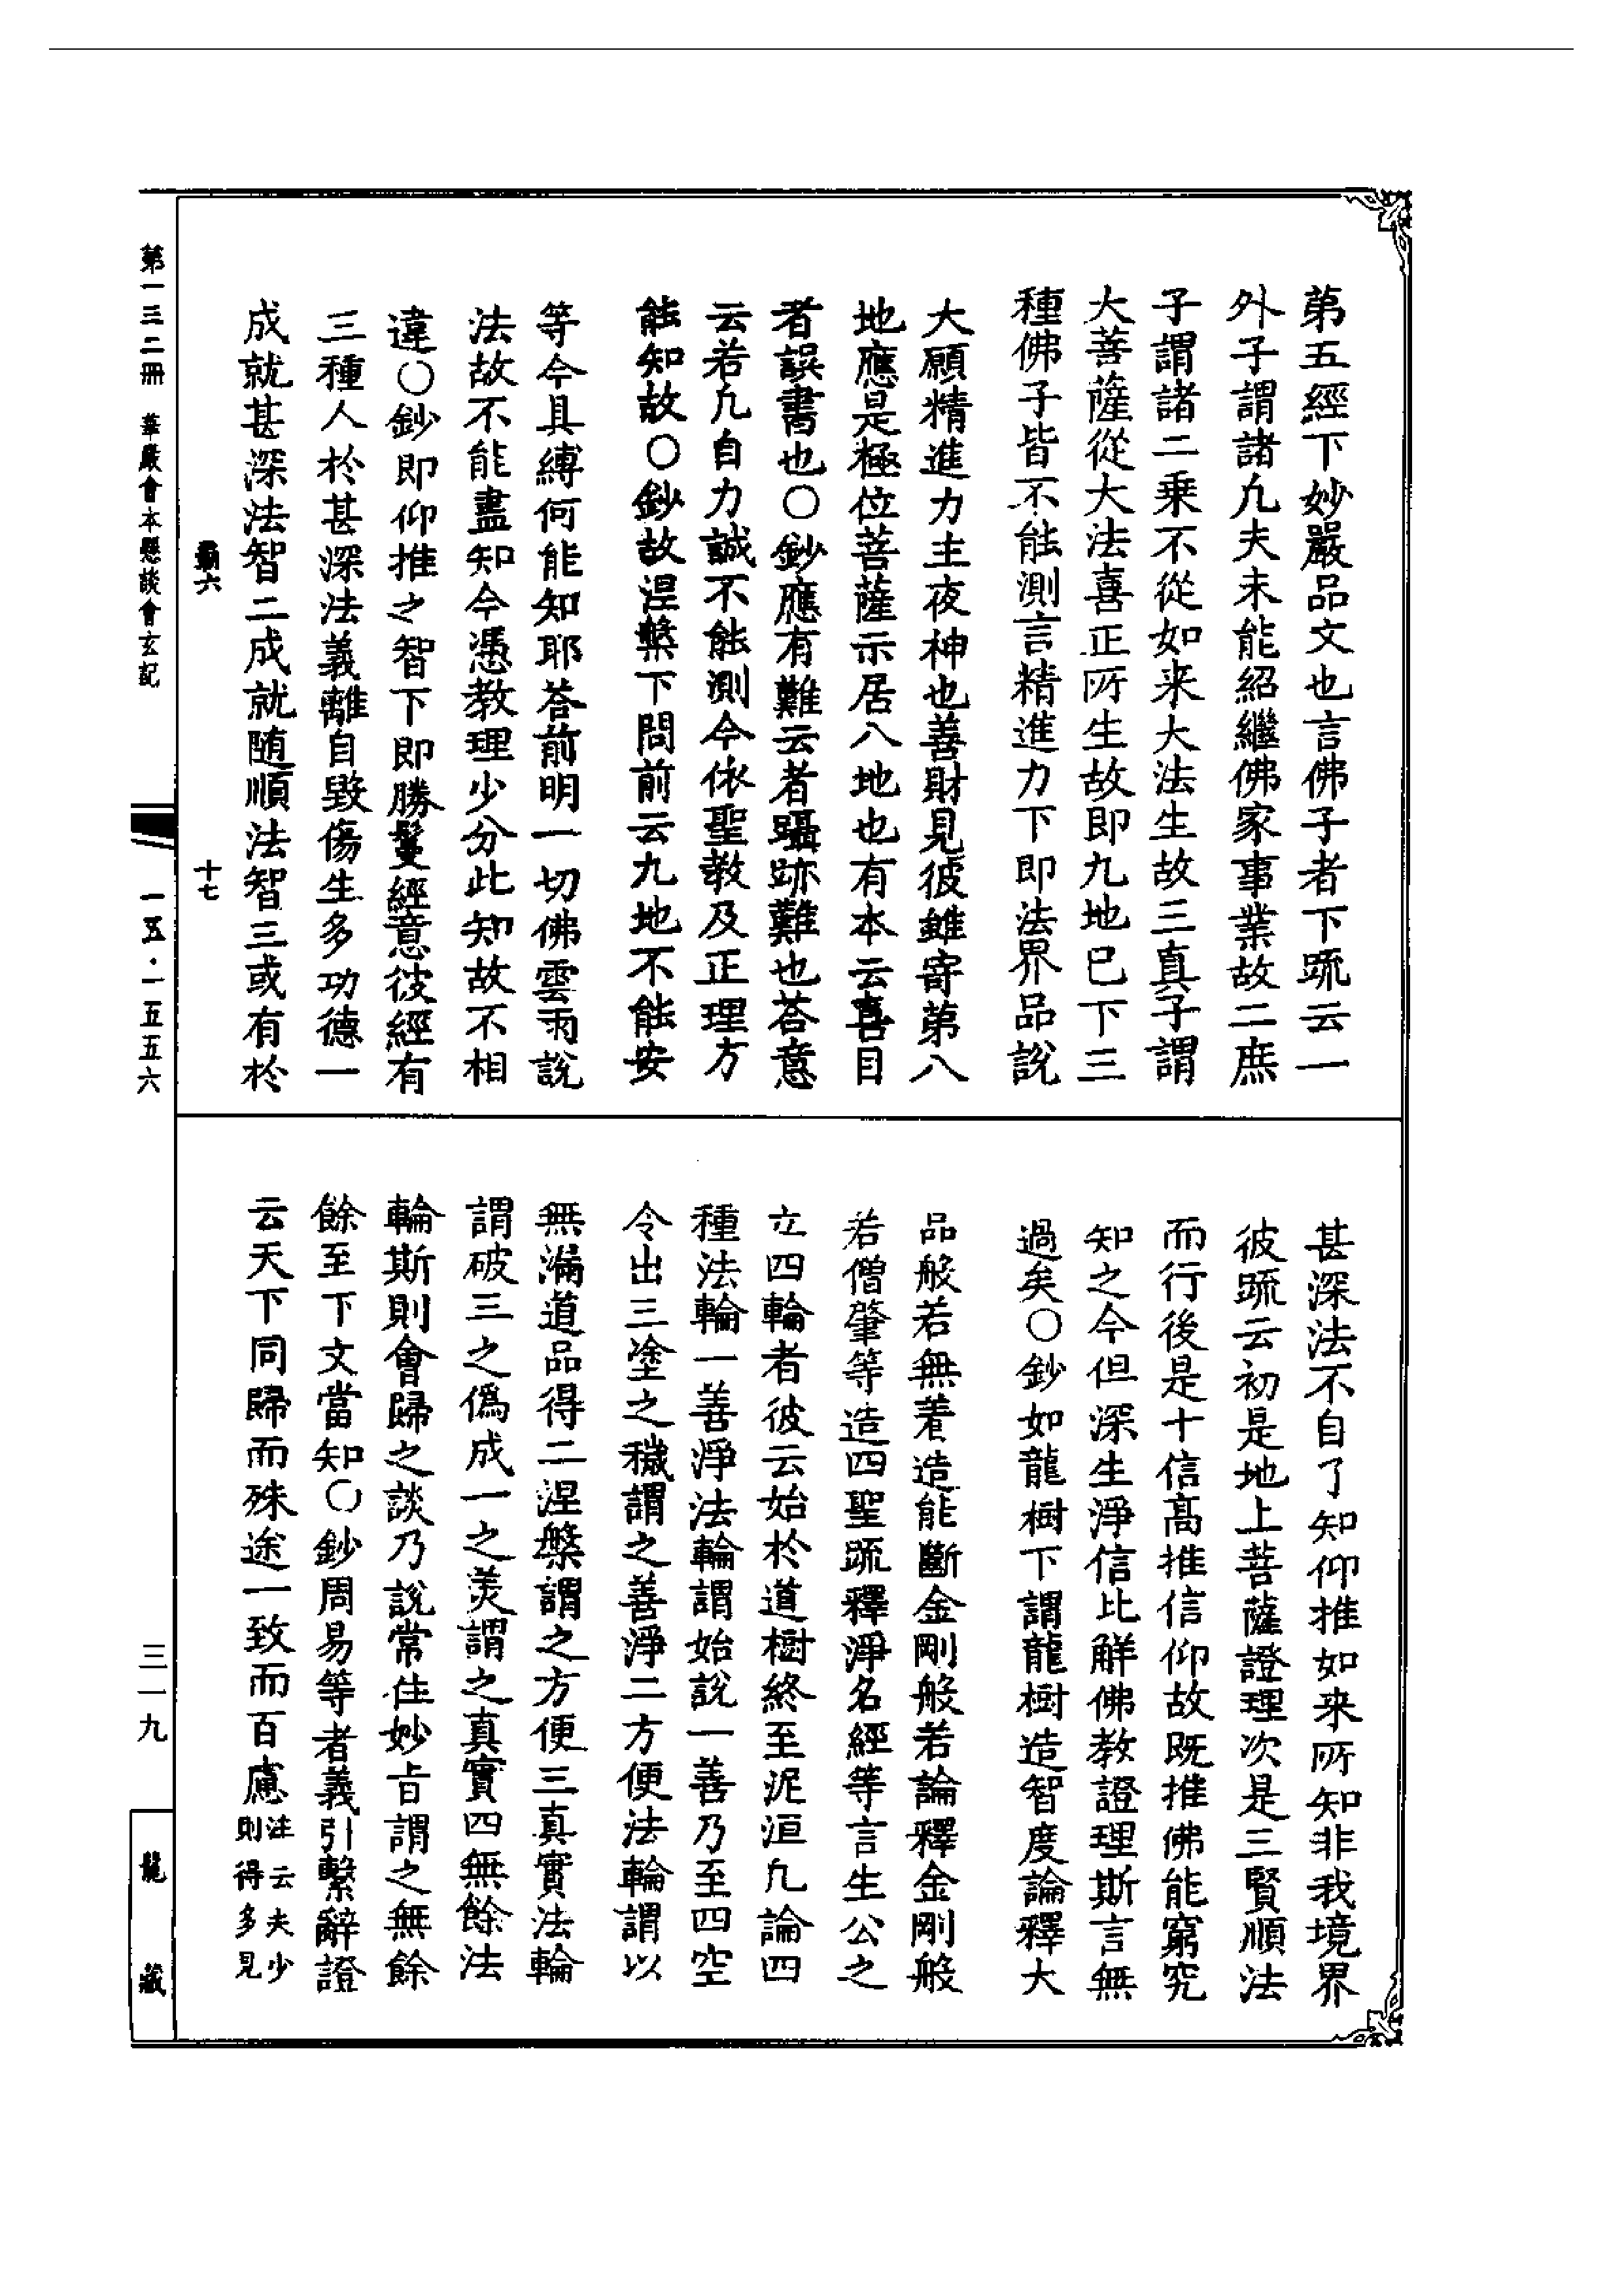 第五經下妙嚴品文也言佛子者下䟽云一
外子謂諸凢夫未能紹繼佛家事業故二庶
子謂諸二乗不從如来大法生故三真子謂
大菩薩從大法喜正所生故即九地巳下三
種佛子皆不能測言精進力下即法界品説
大願精進力主夜神也善財見彼雖寄第八
地應是極位菩薩示居八地也有本云喜目
者誤書也〇鈔應有難云者躡跡難也荅意
云若凢自力誠不能測今依聖教及正理方
能知故〇鈔故涅槃下問前云九地不能安
等今具縛何能知耶荅前明一切佛雲雨説
法故不能盡知今憑教理少分此知故不相
違〇鈔即仰推之智下即勝鬘經意彼經有
三種人於甚深法義離自毀傷生多功德一
成就甚深法智二成就随順法智三或有於
霸六 十七
甚深法不自了知仰推如来所知非我境界
彼䟽云初是地上菩薩證理次是三賢順法
而行後是十信髙推信仰故既推佛能窮究
知之今但深生淨信比解佛教證理斯言無
過矣〇鈔如龍樹下謂龍樹造智度論釋大
品般若無著造能斷金剛般若論釋金剛般
若僧肇等造四聖䟽釋淨名經等言生公之
立四輪者彼云始於道樹終至泥洹凢論四
種法輪一善淨法輪謂始説一善乃至四空
令出三塗之穢謂之善淨二方便法輪謂以
無漏道品得二涅槃謂之方便三真實法輪
謂破三之偽成一之美謂之真實四無餘法
輪斯則會歸之談乃説常住妙旨謂之無餘
餘至下文當知〇鈔周易等者義引繫辭證
云天下同歸而殊途一致而百慮注云夫少則得多見
第一三二冊 華嚴會本懸談會玄記 一五·一五五六 三一九 龍藏